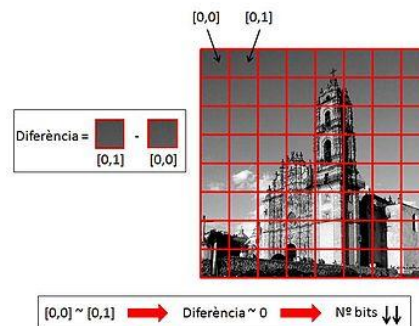 [0,0] [0,1]
Diferència = -
[0,1] [0,0]
[0,0] ~ [0,1] Diferència ~ 0 Nº bits ↓↓